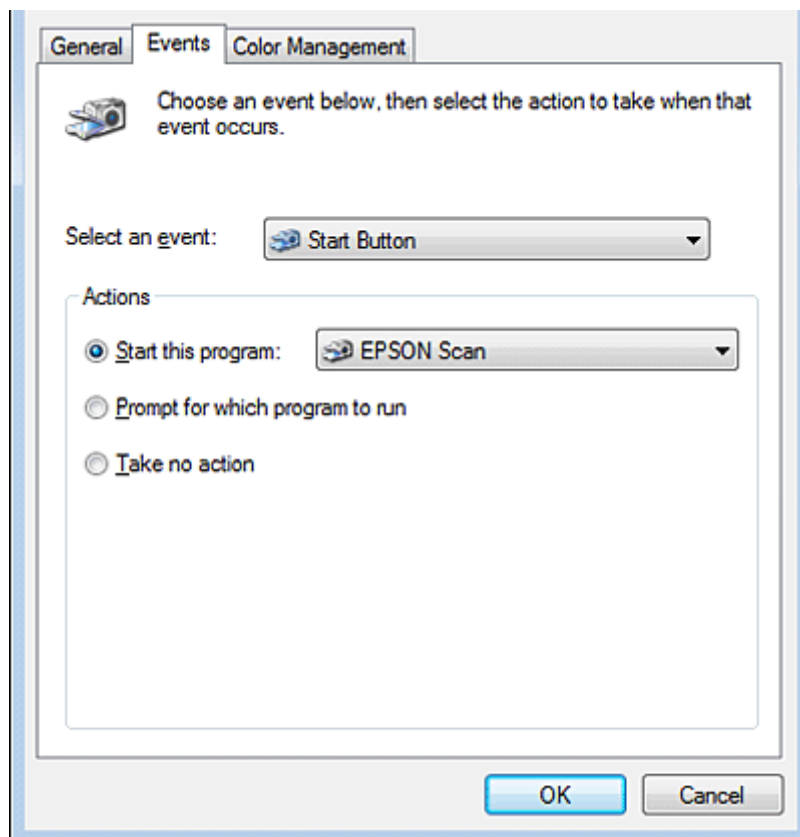 General Events Color Management
Choose an event below, then select the action to take when that
event occurs.
Select an event: Start Button
Actions
Start this program: EPSON Scan
Prompt for which program to run
Take no action
OK Cancel